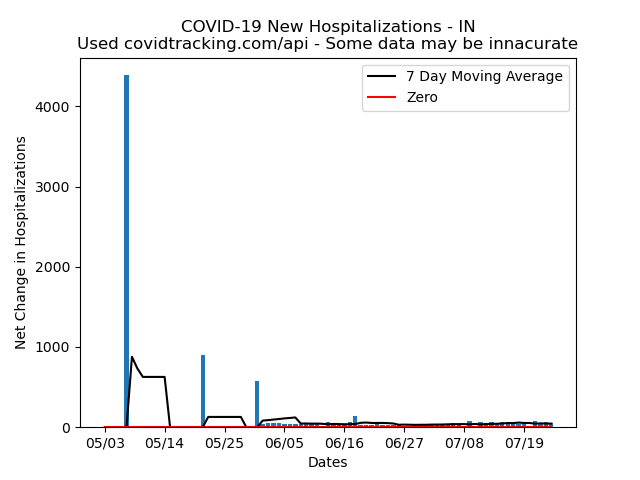 COVID-19 New Hospitalizations - IN
Used covidtracking.com/api - Some data may be innacurate
7 Day Moving Average
Zero
Net Change in Hospitalizations
4000
3000
2000
1000
0
05/03 05/14 05/25 06/05 06/16 06/27 07/08 07/19
Dates